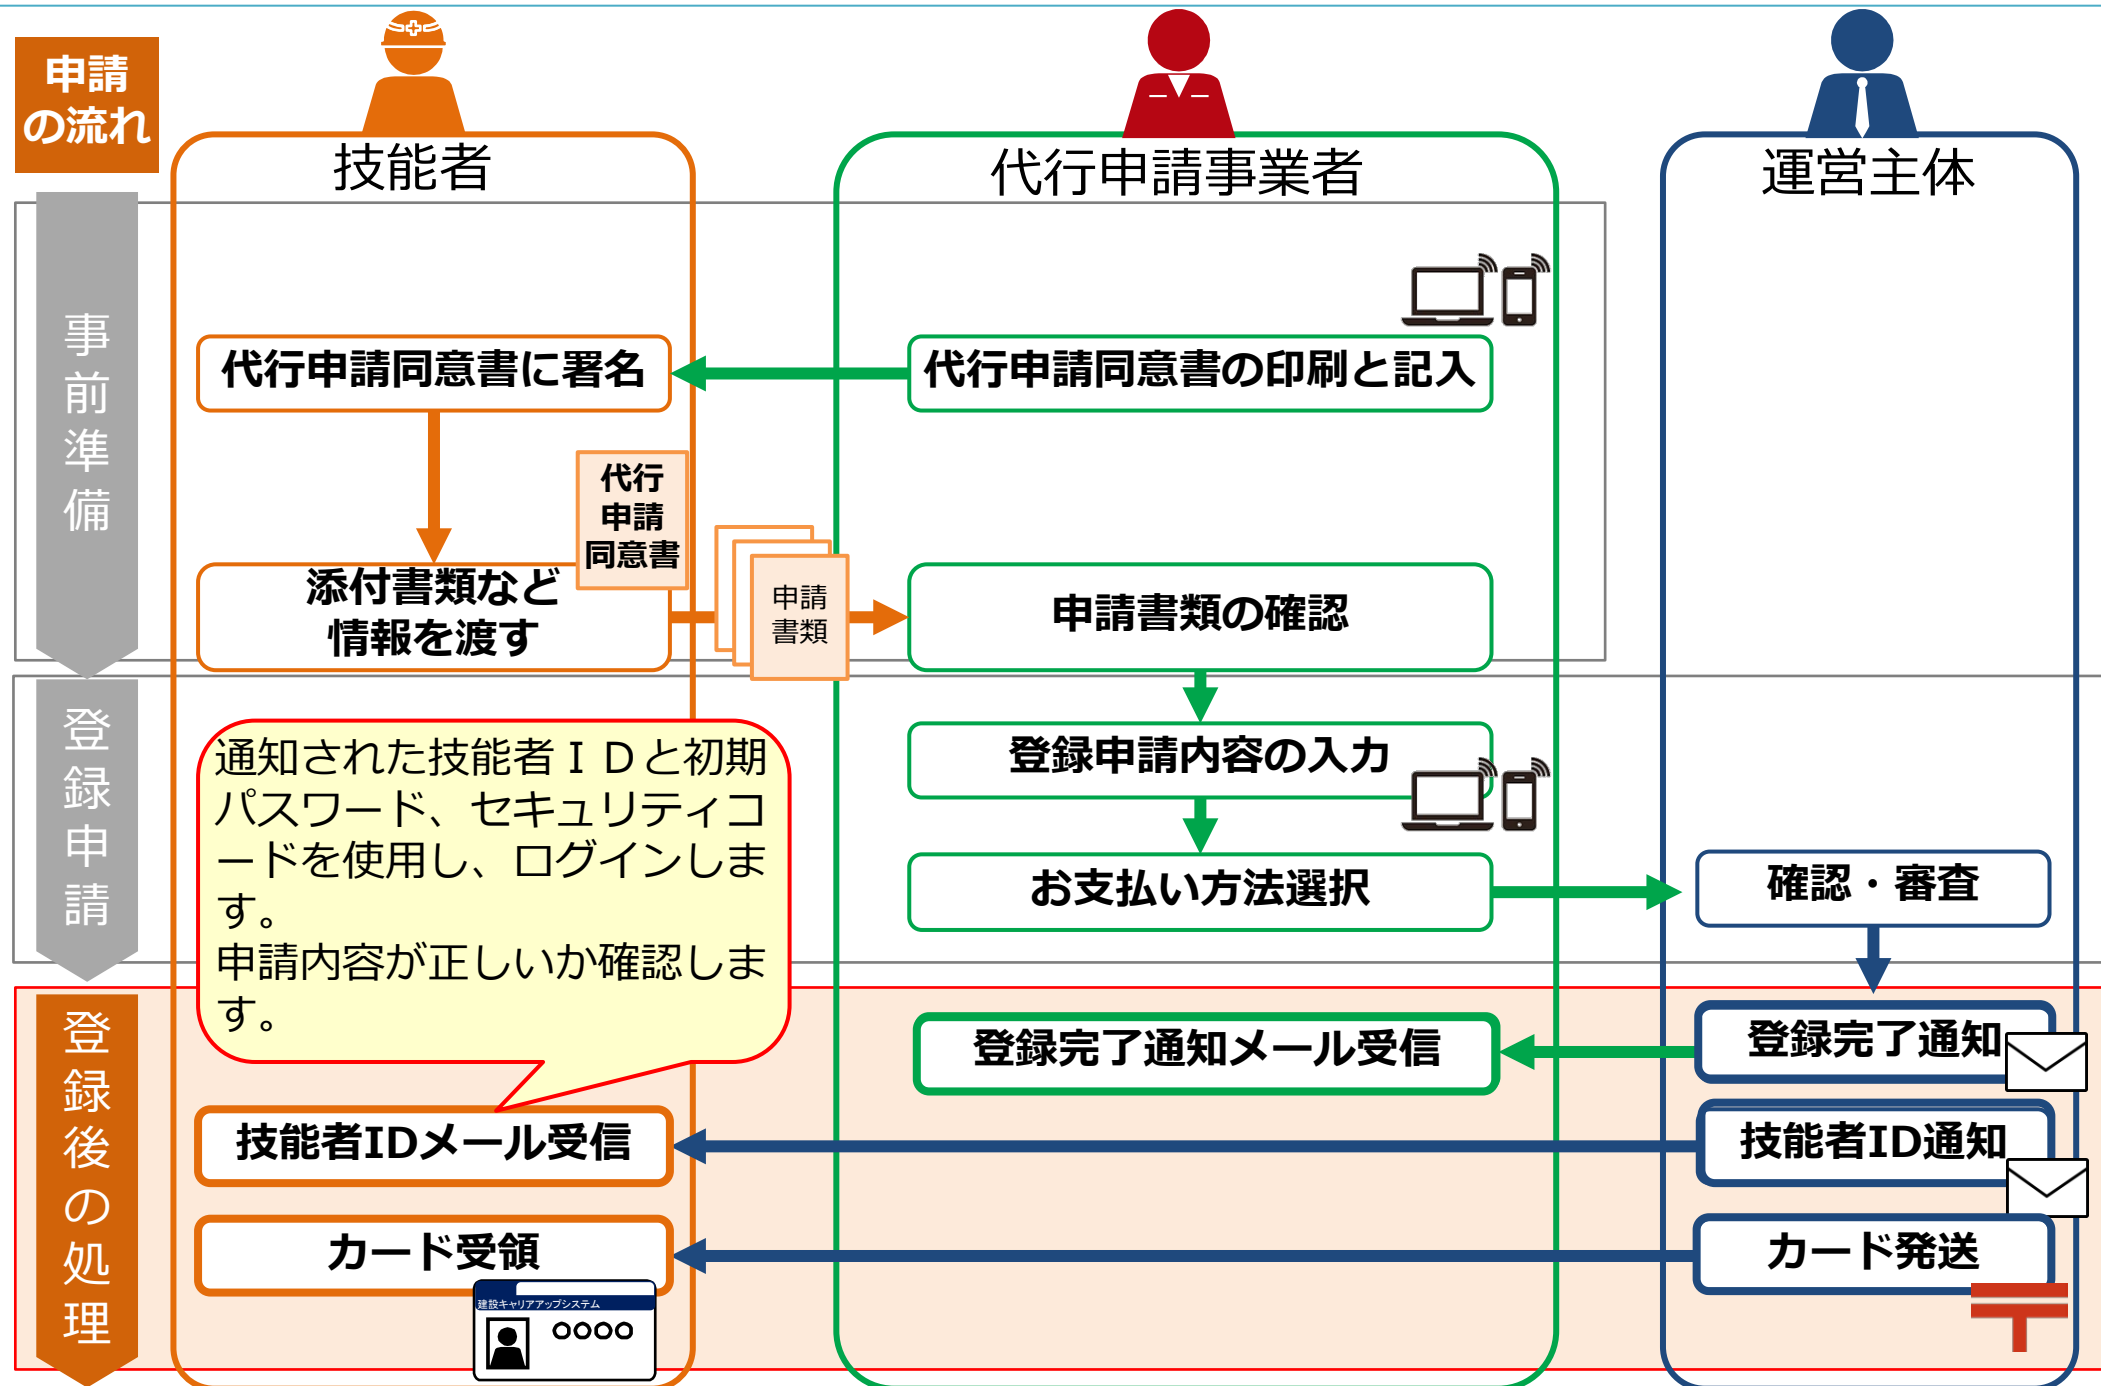 申請
の流れ
技能者
代行申請事業者
運営主体
事前準備
代行申請同意書に署名
代行申請同意書の印刷と記入
代行
申請
同意書
添付書類など
情報を渡す
申請
書類
申請書類の確認
登録申請
通知された技能者ＩＤと初期
パスワード、セキュリティコ
ードを使用し、ログインしま
す。
申請内容が正しいか確認しま
す。
登録申請内容の入力
お支払い方法選択
確認・審査
登録後の処理
登録完了通知メール受信
登録完了通知
技能者IDメール受信
技能者ID通知
カード受領
カード発送
建設キャリアアップシステム
〇〇〇〇